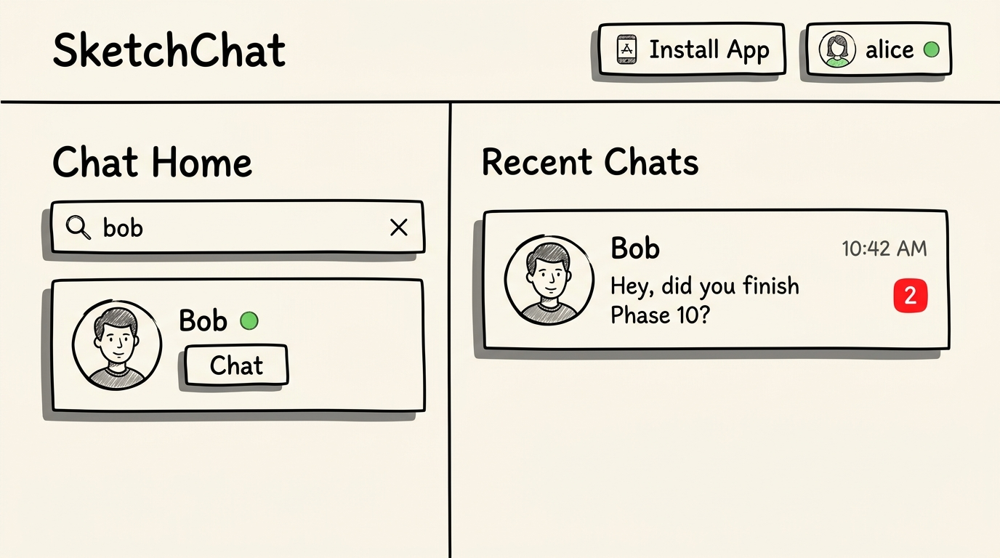 SketchChat
Install App
alice
Chat Home
bob
Bob
Chat
Recent Chats
Bob
10:42 AM
Hey, did you finish
Phase 10?
2